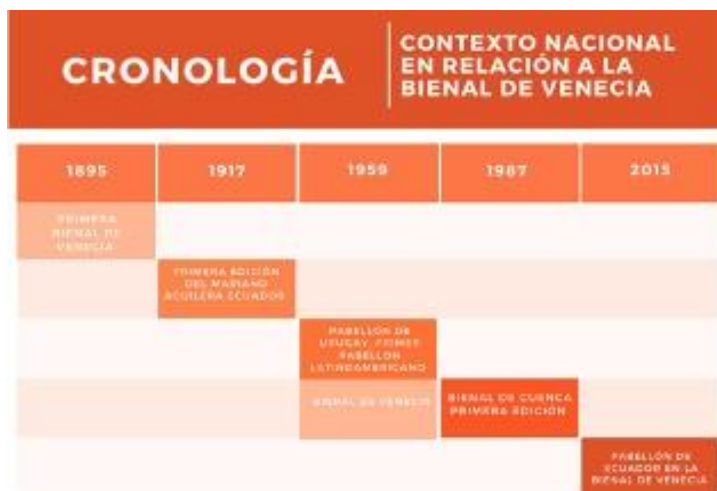 CRONOLOGÍA
CONTEXTO NACIONAL
EN RELACIÓN A LA
BIENAL DE VENECIA
1895
1917
1959
1987
2015
PRIMERA
BIENAL DE
VENECIA
PRIMERA EDICIÓN
DEL MARIANO
AGUILERA ECUADOR
PABELLÓN DE
URUGAY, PRIMER
PABELLON
LATINOAMERICANO
BIENAL DE VENECIA
BIENAL DE CUENCA
PRIMERA EDICIÓN
PABELLÓN DE
ECUADOR EN LA
BIENAL DE VENECIA